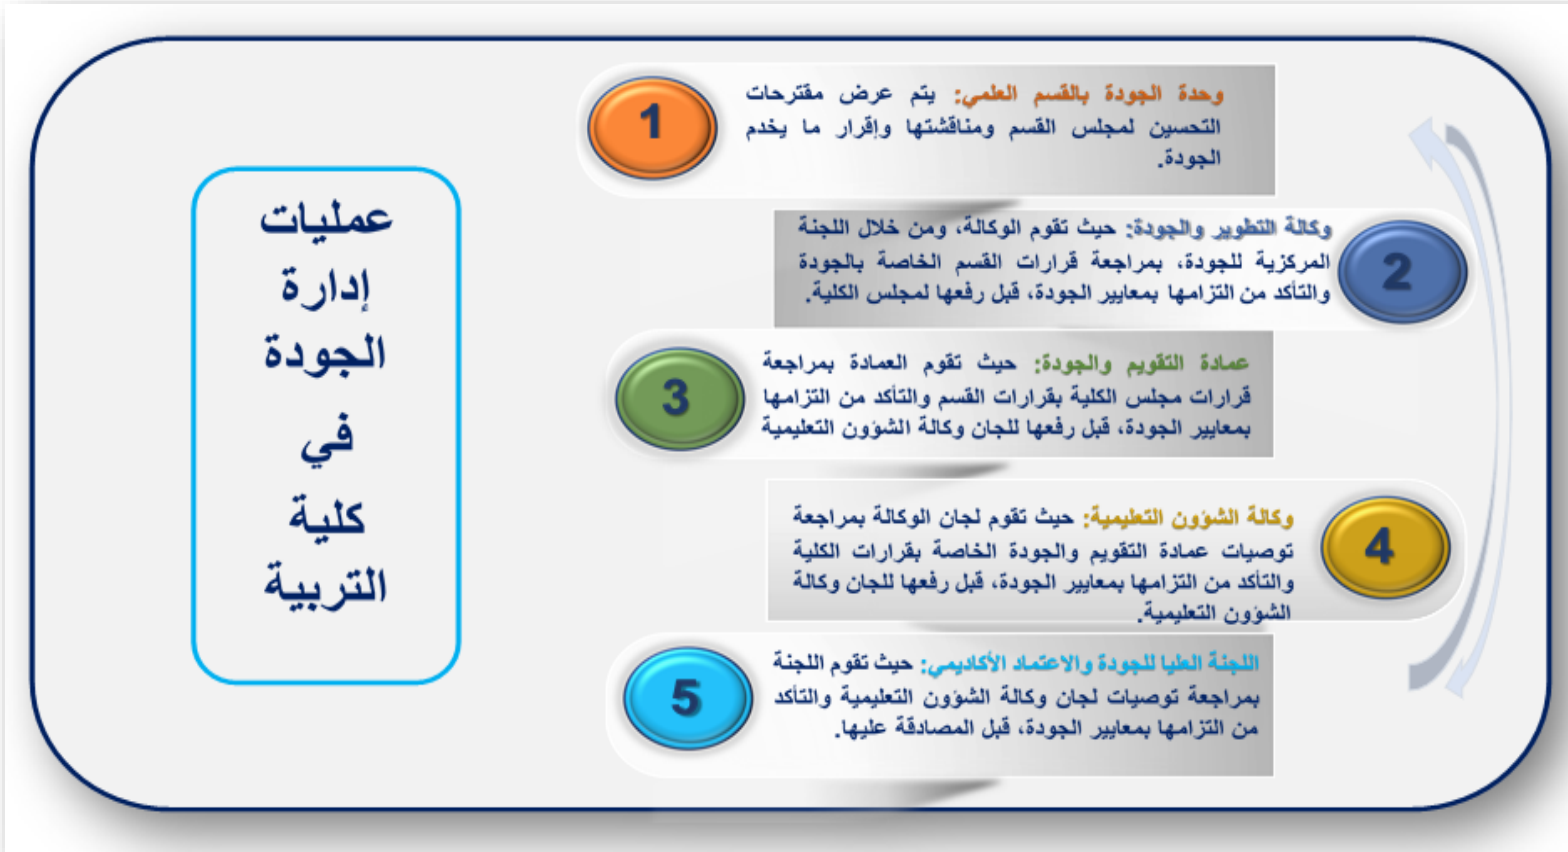 عمليات
إدارة
الجودة
في
كلية
التربية
1
وحدة الجودة بالقسم العلمي: يتم عرض مقترحات
التحسين لمجلس القسم ومناقشتها وإقرار ما يخدم
الجودة.
2
وكالة التطوير والجودة: حيث تقوم الوكالة، ومن خلال اللجنة
المركزية للجودة، بمراجعة قرارات القسم الخاصة بالجودة
والتأكد من التزامها بمعايير الجودة، قبل رفعها لمجلس الكلية.
3
عمادة التقويم والجودة: حيث تقوم العمادة بمراجعة
قرارات مجلس الكلية بقرارات القسم والتأكد من التزامها
بمعايير الجودة، قبل رفعها للجان وكالة الشؤون التعليمية
4
وكالة الشؤون التعليمية: حيث تقوم لجان الوكالة بمراجعة
توصيات عمادة التقويم والجودة الخاصة بقرارات الكلية
والتأكد من التزامها بمعايير الجودة، قبل رفعها للجان وكالة
الشؤون التعليمية.
5
اللجنة العليا للجودة والاعتماد الأكاديمي: حيث تقوم اللجنة
بمراجعة توصيات لجان وكالة الشؤون التعليمية والتأكد
من التزامها بمعايير الجودة، قبل المصادقة عليها.